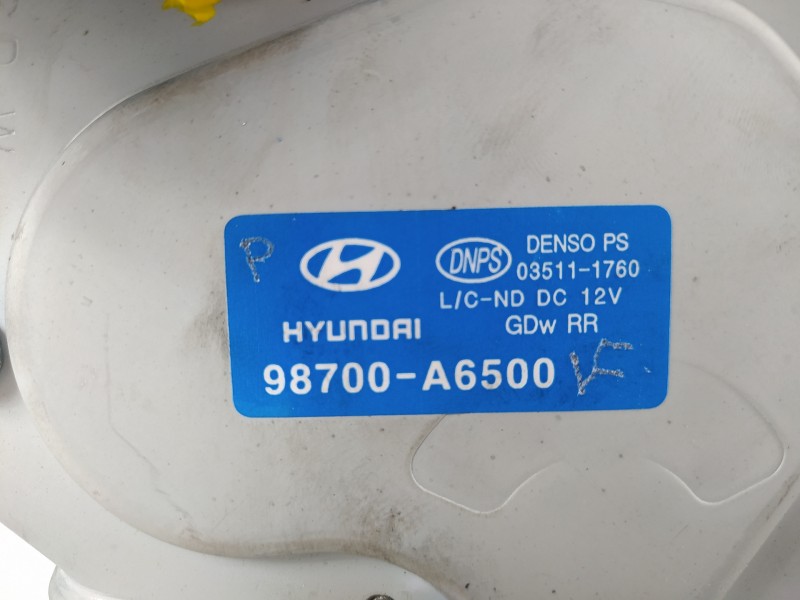 P
DNPS
DENSO PS
03511-1760
L/C-ND DC 12V
HYUNDAI
GDw RR
98700-A6500